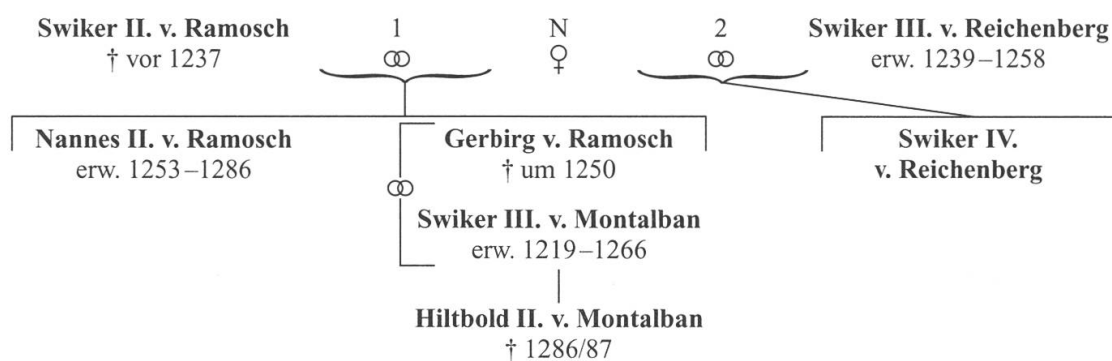 Swiker II. v. Ramosch 1 N 2 Swiker III. v. Reichenberg
† vor 1237 ⚭ ♀ ⚭ erw. 1239–1258
Nannes II. v. Ramosch Gerbirg v. Ramosch Swiker IV.
erw. 1253–1286 † um 1250 v. Reichenberg
⚭
Swiker III. v. Montalban
erw. 1219–1266
Hiltbold II. v. Montalban
† 1286/87